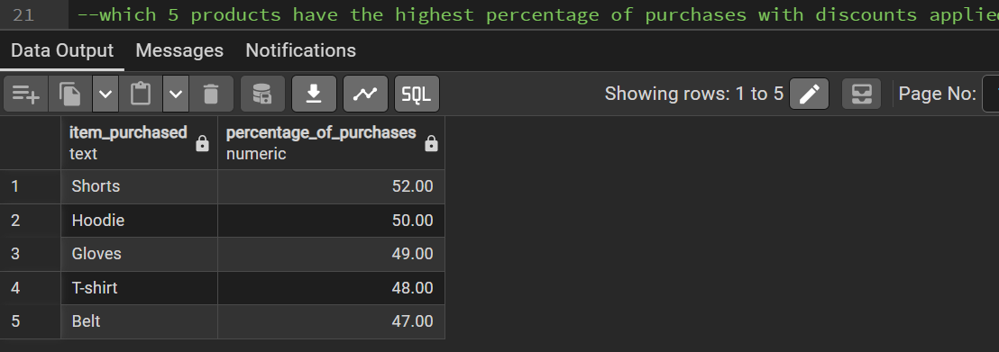 21 --which 5 products have the highest percentage of purchases with discounts applied
Data Output Messages Notifications
SQL Showing rows: 1 to 5 Page No:
item_purchased percentage_of_purchases
text numeric
1 Shorts 52.00
2 Hoodie 50.00
3 Gloves 49.00
4 T-shirt 48.00
5 Belt 47.00